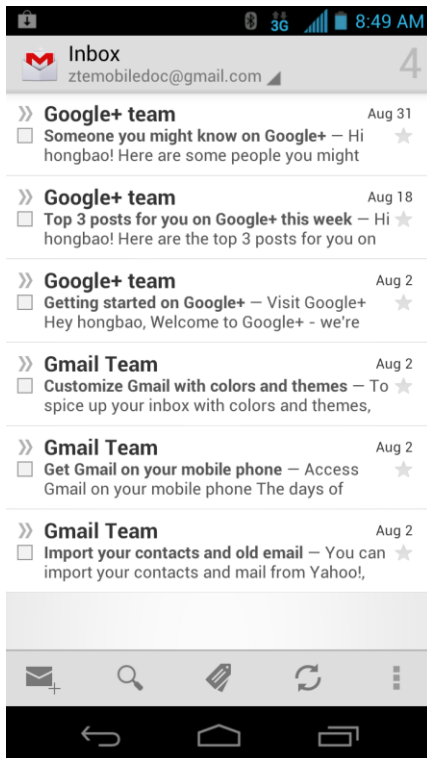 3G 8:49 AM
Inbox
ztemobiledoc@gmail.com
4
Google+ team Aug 31
Someone you might know on Google+ — Hi
hongbao! Here are some people you might
Google+ team Aug 18
Top 3 posts for you on Google+ this week — Hi
hongbao! Here are the top 3 posts for you on
Google+ team Aug 2
Getting started on Google+ — Visit Google+
Hey hongbao, Welcome to Google+ - we're
Gmail Team Aug 2
Customize Gmail with colors and themes — To
spice up your inbox with colors and themes,
Gmail Team Aug 2
Get Gmail on your mobile phone — Access
Gmail on your mobile phone The days of
Gmail Team Aug 2
Import your contacts and old email — You can
import your contacts and mail from Yahoo!,